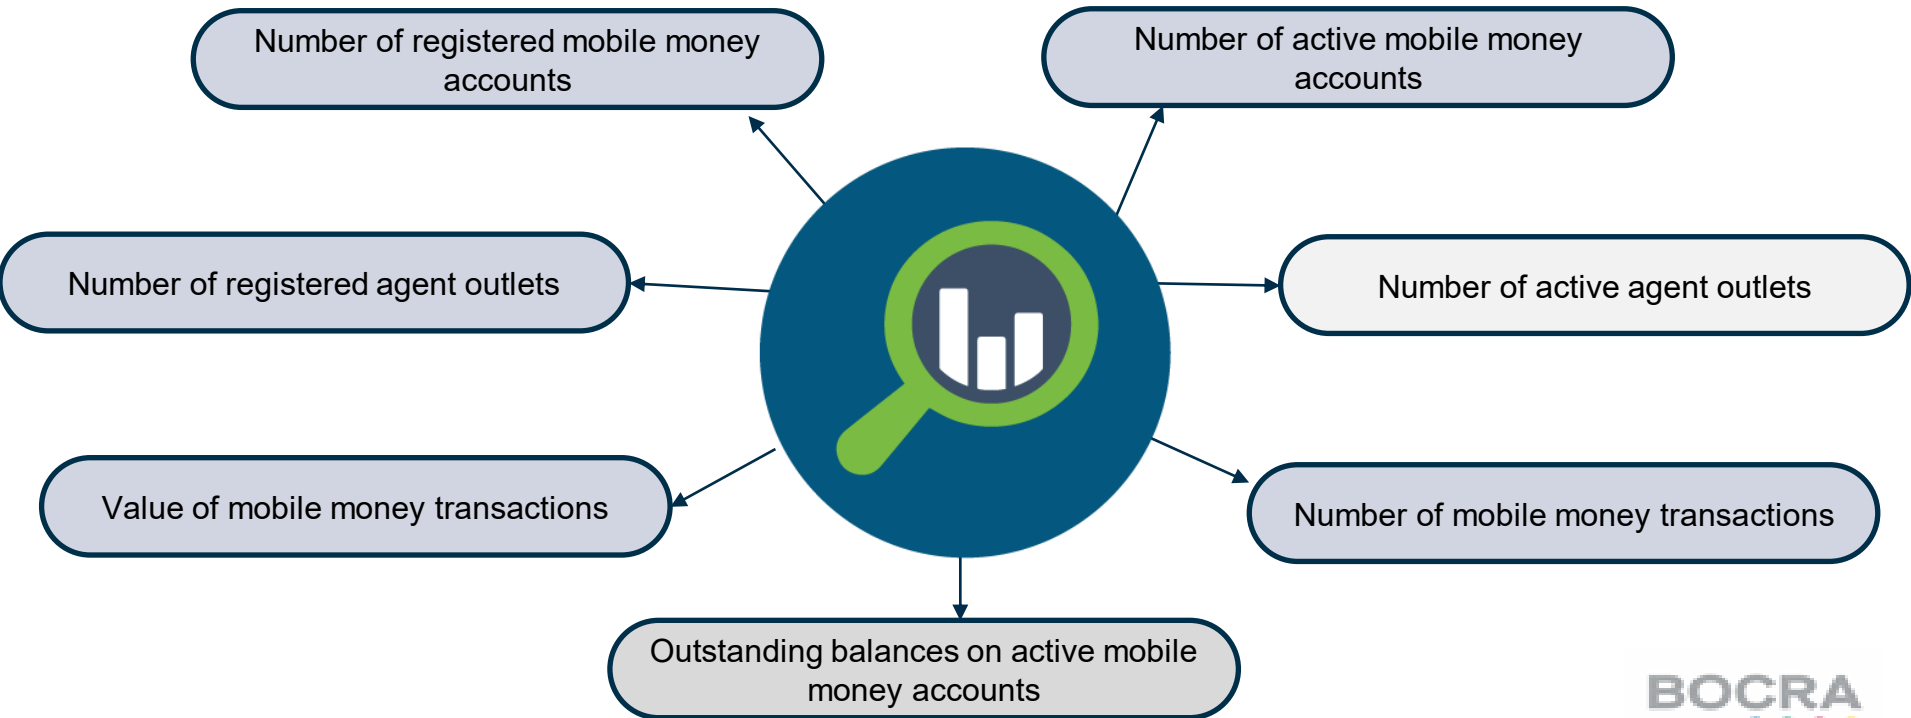 Number of registered mobile money
accounts
Number of active mobile money
accounts
Number of registered agent outlets
Number of active agent outlets
Value of mobile money transactions
Number of mobile money transactions
Outstanding balances on active mobile
money accounts
BOCRA